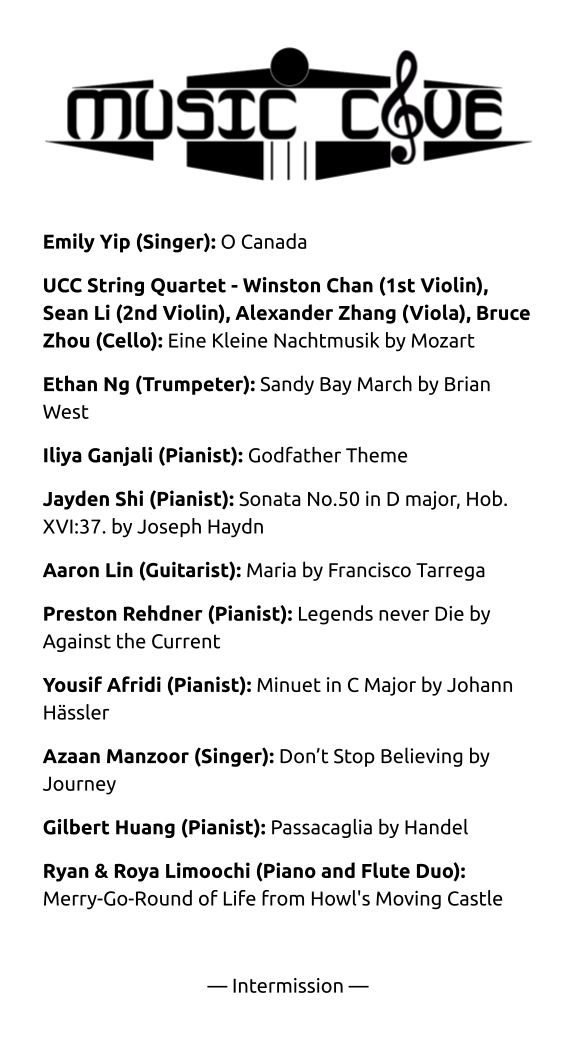 MUSIC CAVE
Emily Yip (Singer): O Canada
UCC String Quartet - Winston Chan (1st Violin),
Sean Li (2nd Violin), Alexander Zhang (Viola), Bruce
Zhou (Cello): Eine Kleine Nachtmusik by Mozart
Ethan Ng (Trumpeter): Sandy Bay March by Brian
West
Iliya Ganjali (Pianist): Godfather Theme
Jayden Shi (Pianist): Sonata No.50 in D major, Hob.
XVI:37. by Joseph Haydn
Aaron Lin (Guitarist): Maria by Francisco Tarrega
Preston Rehdner (Pianist): Legends never Die by
Against the Current
Yousif Afridi (Pianist): Minuet in C Major by Johann
Hässler
Azaan Manzoor (Singer): Don’t Stop Believing by
Journey
Gilbert Huang (Pianist): Passacaglia by Handel
Ryan & Roya Limoochi (Piano and Flute Duo):
Merry-Go-Round of Life from Howl's Moving Castle
— Intermission —